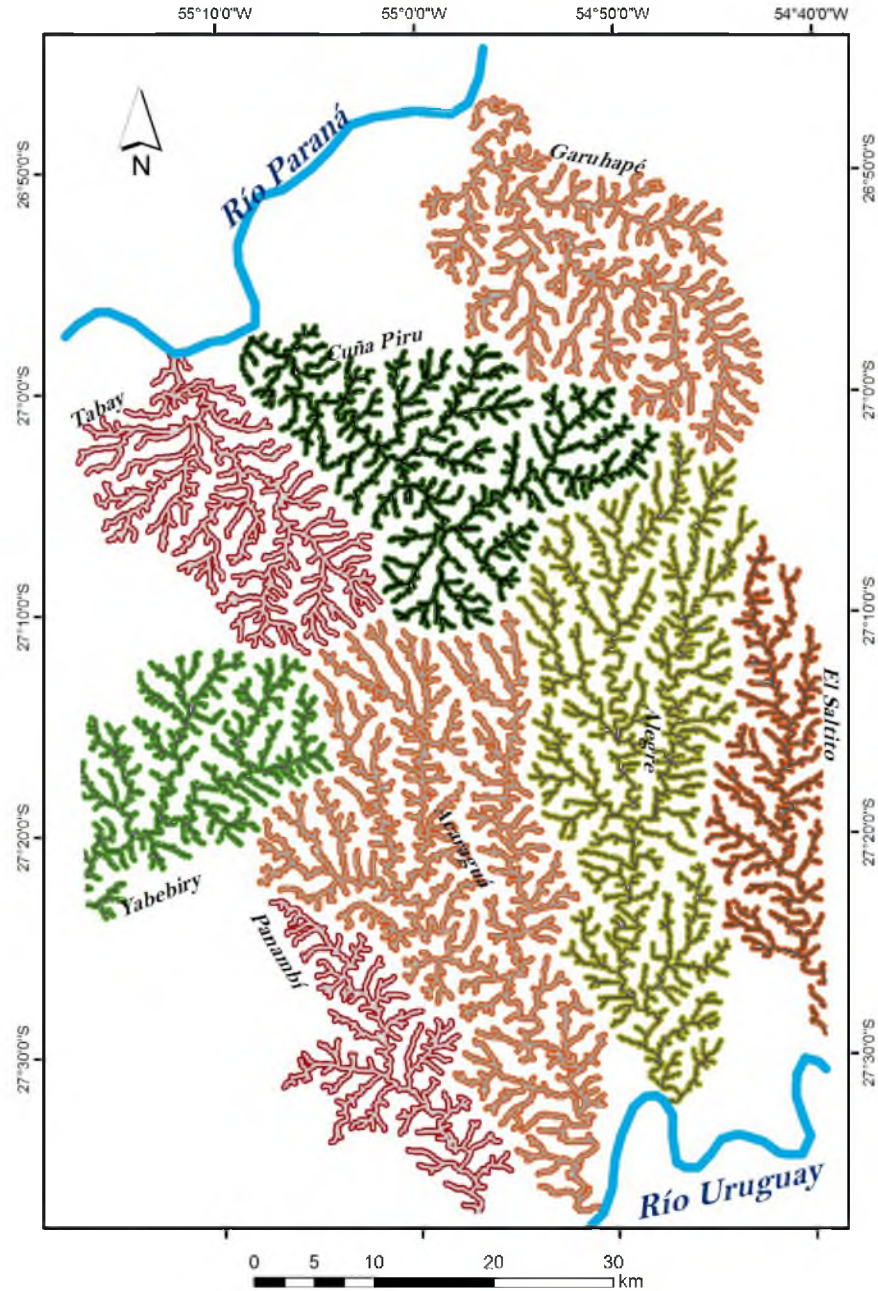 55°10'0"W 55°0'0"W 54°50'0"W 54°40'0"W
N
Río Paraná
Garuhapé
26°50'0"S 26°50'0"S
Cuña Piru
Tabay
27°0'0"S 27°0'0"S
27°10'0"S 27°10'0"S
El Saltito
Alegre
Acaraguá
27°20'0"S 27°20'0"S
Yabebiry
Panambí
27°30'0"S 27°30'0"S
Río Uruguay
0 5 10 20 30
km